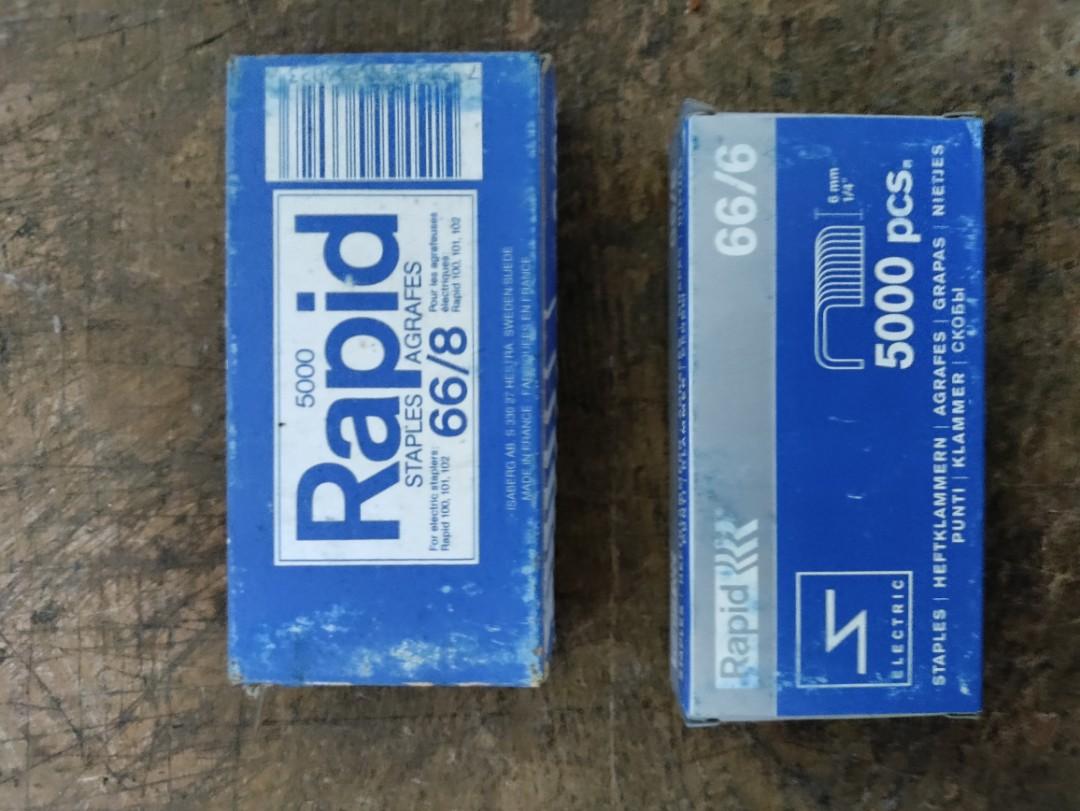 5000
Rapid
STAPLES AGRAFES
For electric staplers:
Rapid 100, 101, 102
66/8
Pour les agrafeuses
électriques
Rapid 100, 101, 102
ISABERG AB, S 330 27 HESTRA, SWEDEN SUEDE
MADE IN FRANCE FABRIQUÉES EN FRANCE
Rapid
66/6
6 mm
1/4"
5000 pcs.
ELECTRIC
STAPLES | HEFTKLAMMERN | AGRAFES | GRAPAS | NIETJES
PUNTI | KLAMMER | СКОБЫ